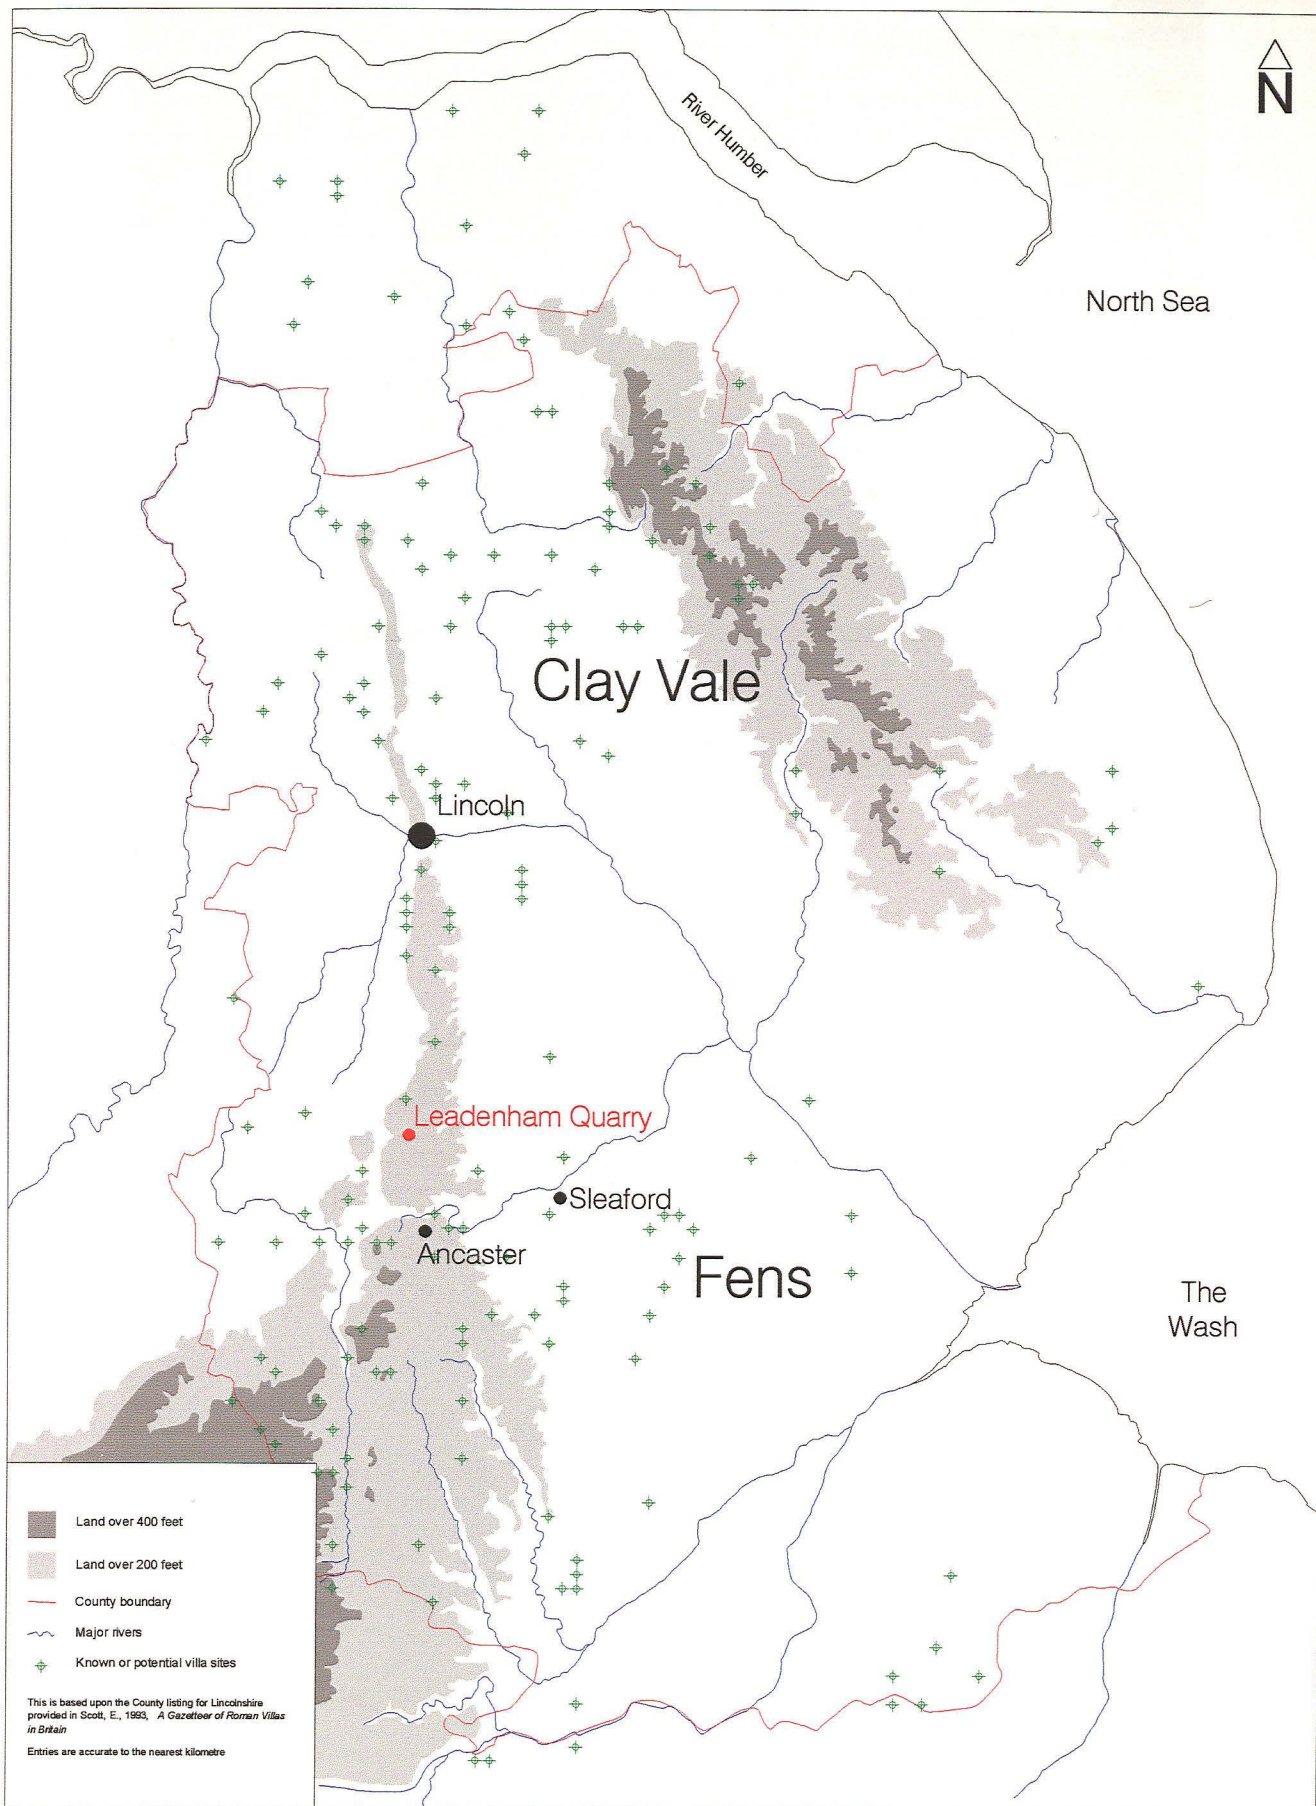 N
River Humber
North Sea
Clay Vale
Lincoln
Leadenham Quarry
Sleaford
Ancaster
Fens
The
Wash
Land over 400 feet
Land over 200 feet
County boundary
Major rivers
Known or potential villa sites
This is based upon the County listing for Lincolnshire
provided in Scott, E., 1993, A Gazetteer of Roman Villas
in Britain
Entries are accurate to the nearest kilometre